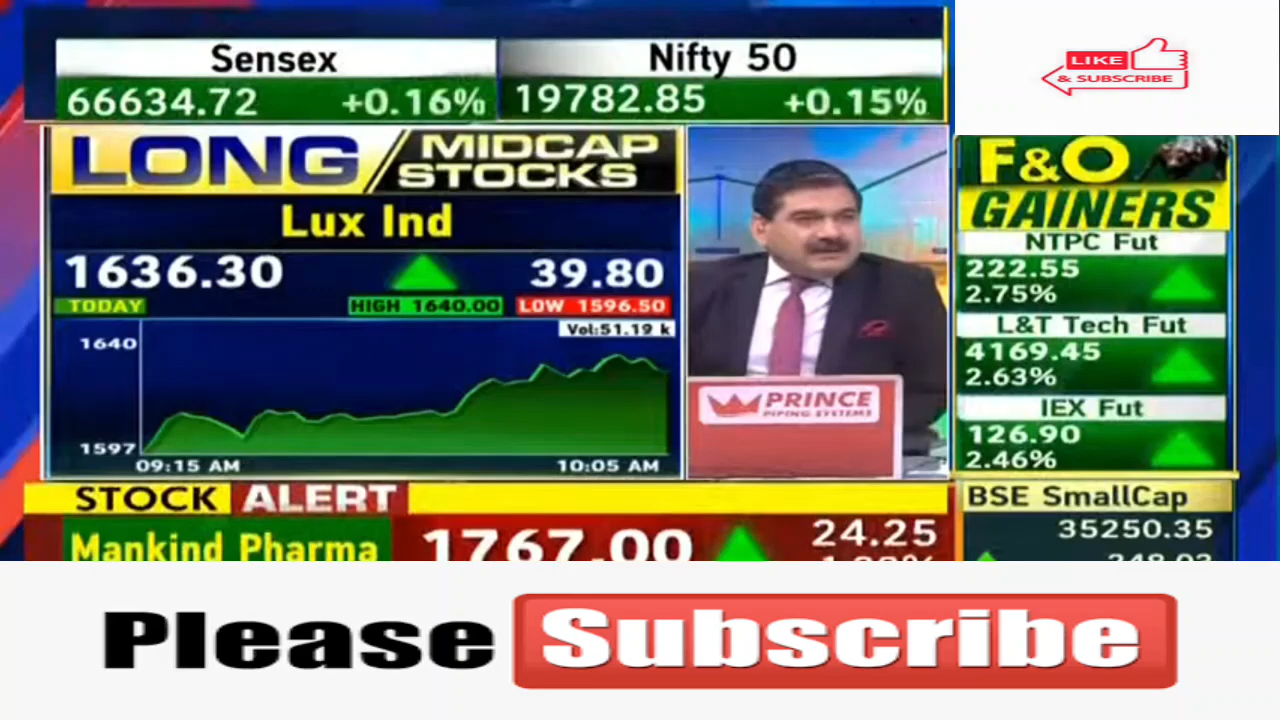 Sensex
66634.72 +0.16%
Nifty 50
19782.85 +0.15%
LIKE
& SUBSCRIBE
LONG
MIDCAP
STOCKS
Lux Ind
1636.30 39.80
TODAY HIGH 1640.00 LOW 1596.50
Vol:51.19 k
1640
1597
09:15 AM 10:05 AM
PRINCE
PIPING SYSTEMS
F&O
GAINERS
NTPC Fut
222.55
2.75%
L&T Tech Fut
4169.45
2.63%
IEX Fut
126.90
2.46%
STOCK ALERT
Mankind Pharma 1767.00 24.25
BSE SmallCap
35250.35
Please Subscribe